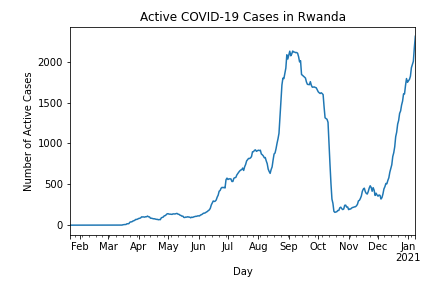 Active COVID-19 Cases in Rwanda
Number of Active Cases
2000
1500
1000
500
0
Feb Mar Apr May Jun Jul Aug Sep Oct Nov Dec Jan
2021
Day